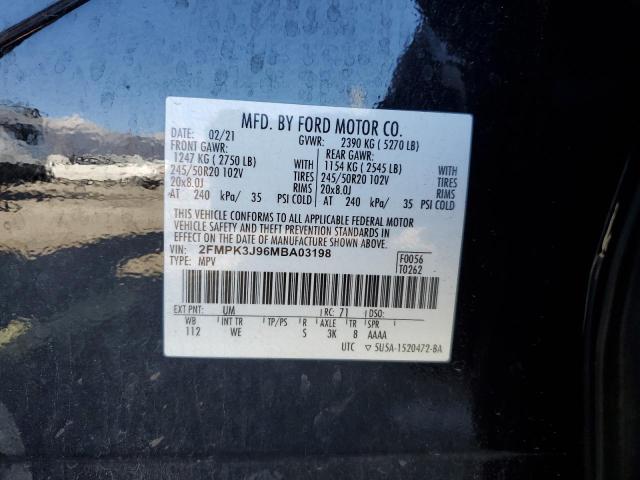 MFD. BY FORD MOTOR CO.
DATE: 02/21 GVWR: 2390 KG ( 5270 LB)
FRONT GAWR: REAR GAWR:
1247 KG ( 2750 LB) WITH 1154 KG ( 2545 LB) WITH
245/50R20 102V TIRES 245/50R20 102V TIRES
20x8.0J RIMS 20x8.0J RIMS
AT 240 kPa/ 35 PSI COLD AT 240 kPa/ 35 PSI COLD
THIS VEHICLE CONFORMS TO ALL APPLICABLE FEDERAL MOTOR
VEHICLE SAFETY AND THEFT PREVENTION STANDARDS IN
EFFECT ON THE DATE OF MANUFACTURE SHOWN ABOVE.
VIN: 2FMPK3J96MBA03198 F0056
TYPE: MPV T0262
EXT PNT: UM RC: 71 DSO:
WB INT TR TP/PS R AXLE TR SPR
112 WE S 3K 8 AAAA
UTC ▽ 5U5A-1520472-BA